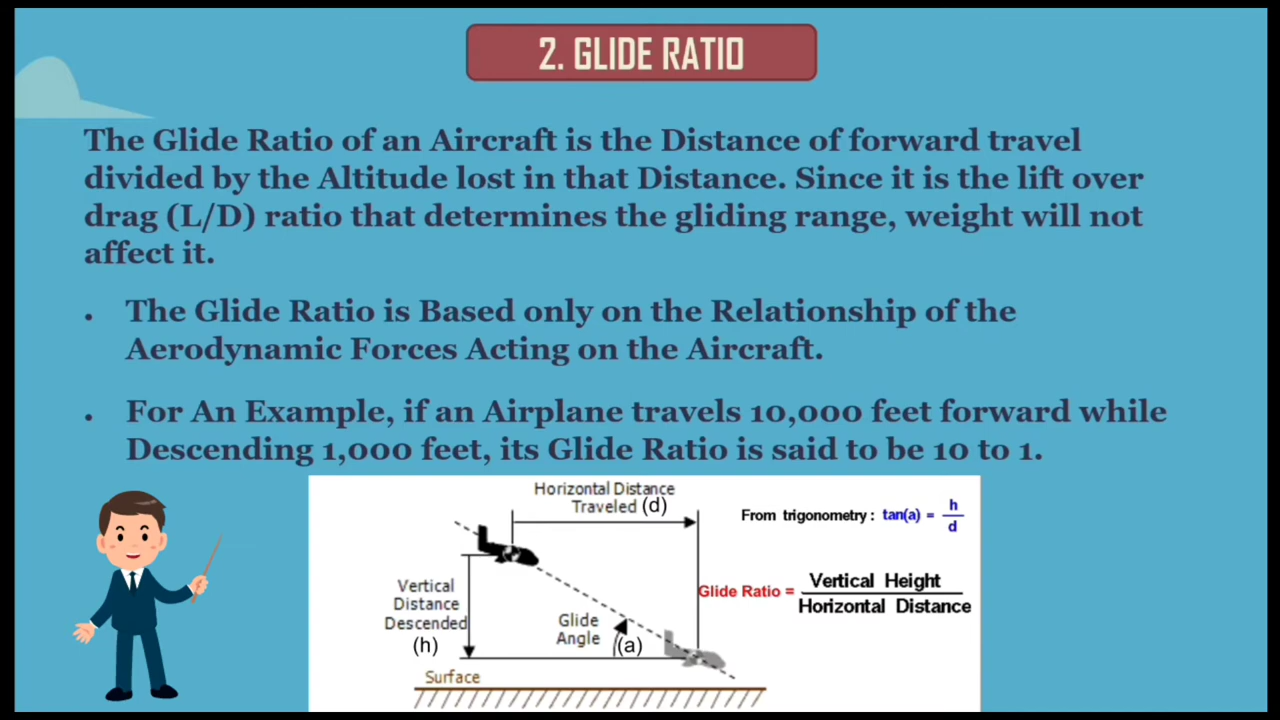 2. GLIDE RATIO
The Glide Ratio of an Aircraft is the Distance of forward travel
divided by the Altitude lost in that Distance. Since it is the lift over
drag (L/D) ratio that determines the gliding range, weight will not
affect it.
• The Glide Ratio is Based only on the Relationship of the
Aerodynamic Forces Acting on the Aircraft.
• For An Example, if an Airplane travels 10,000 feet forward while
Descending 1,000 feet, its Glide Ratio is said to be 10 to 1.
Horizontal Distance
Traveled (d)
From trigonometry : tan(a) = h
d
Vertical
Distance
Descended
(h)
Glide
Angle
(a)
Glide Ratio = Vertical Height
Horizontal Distance
Surface